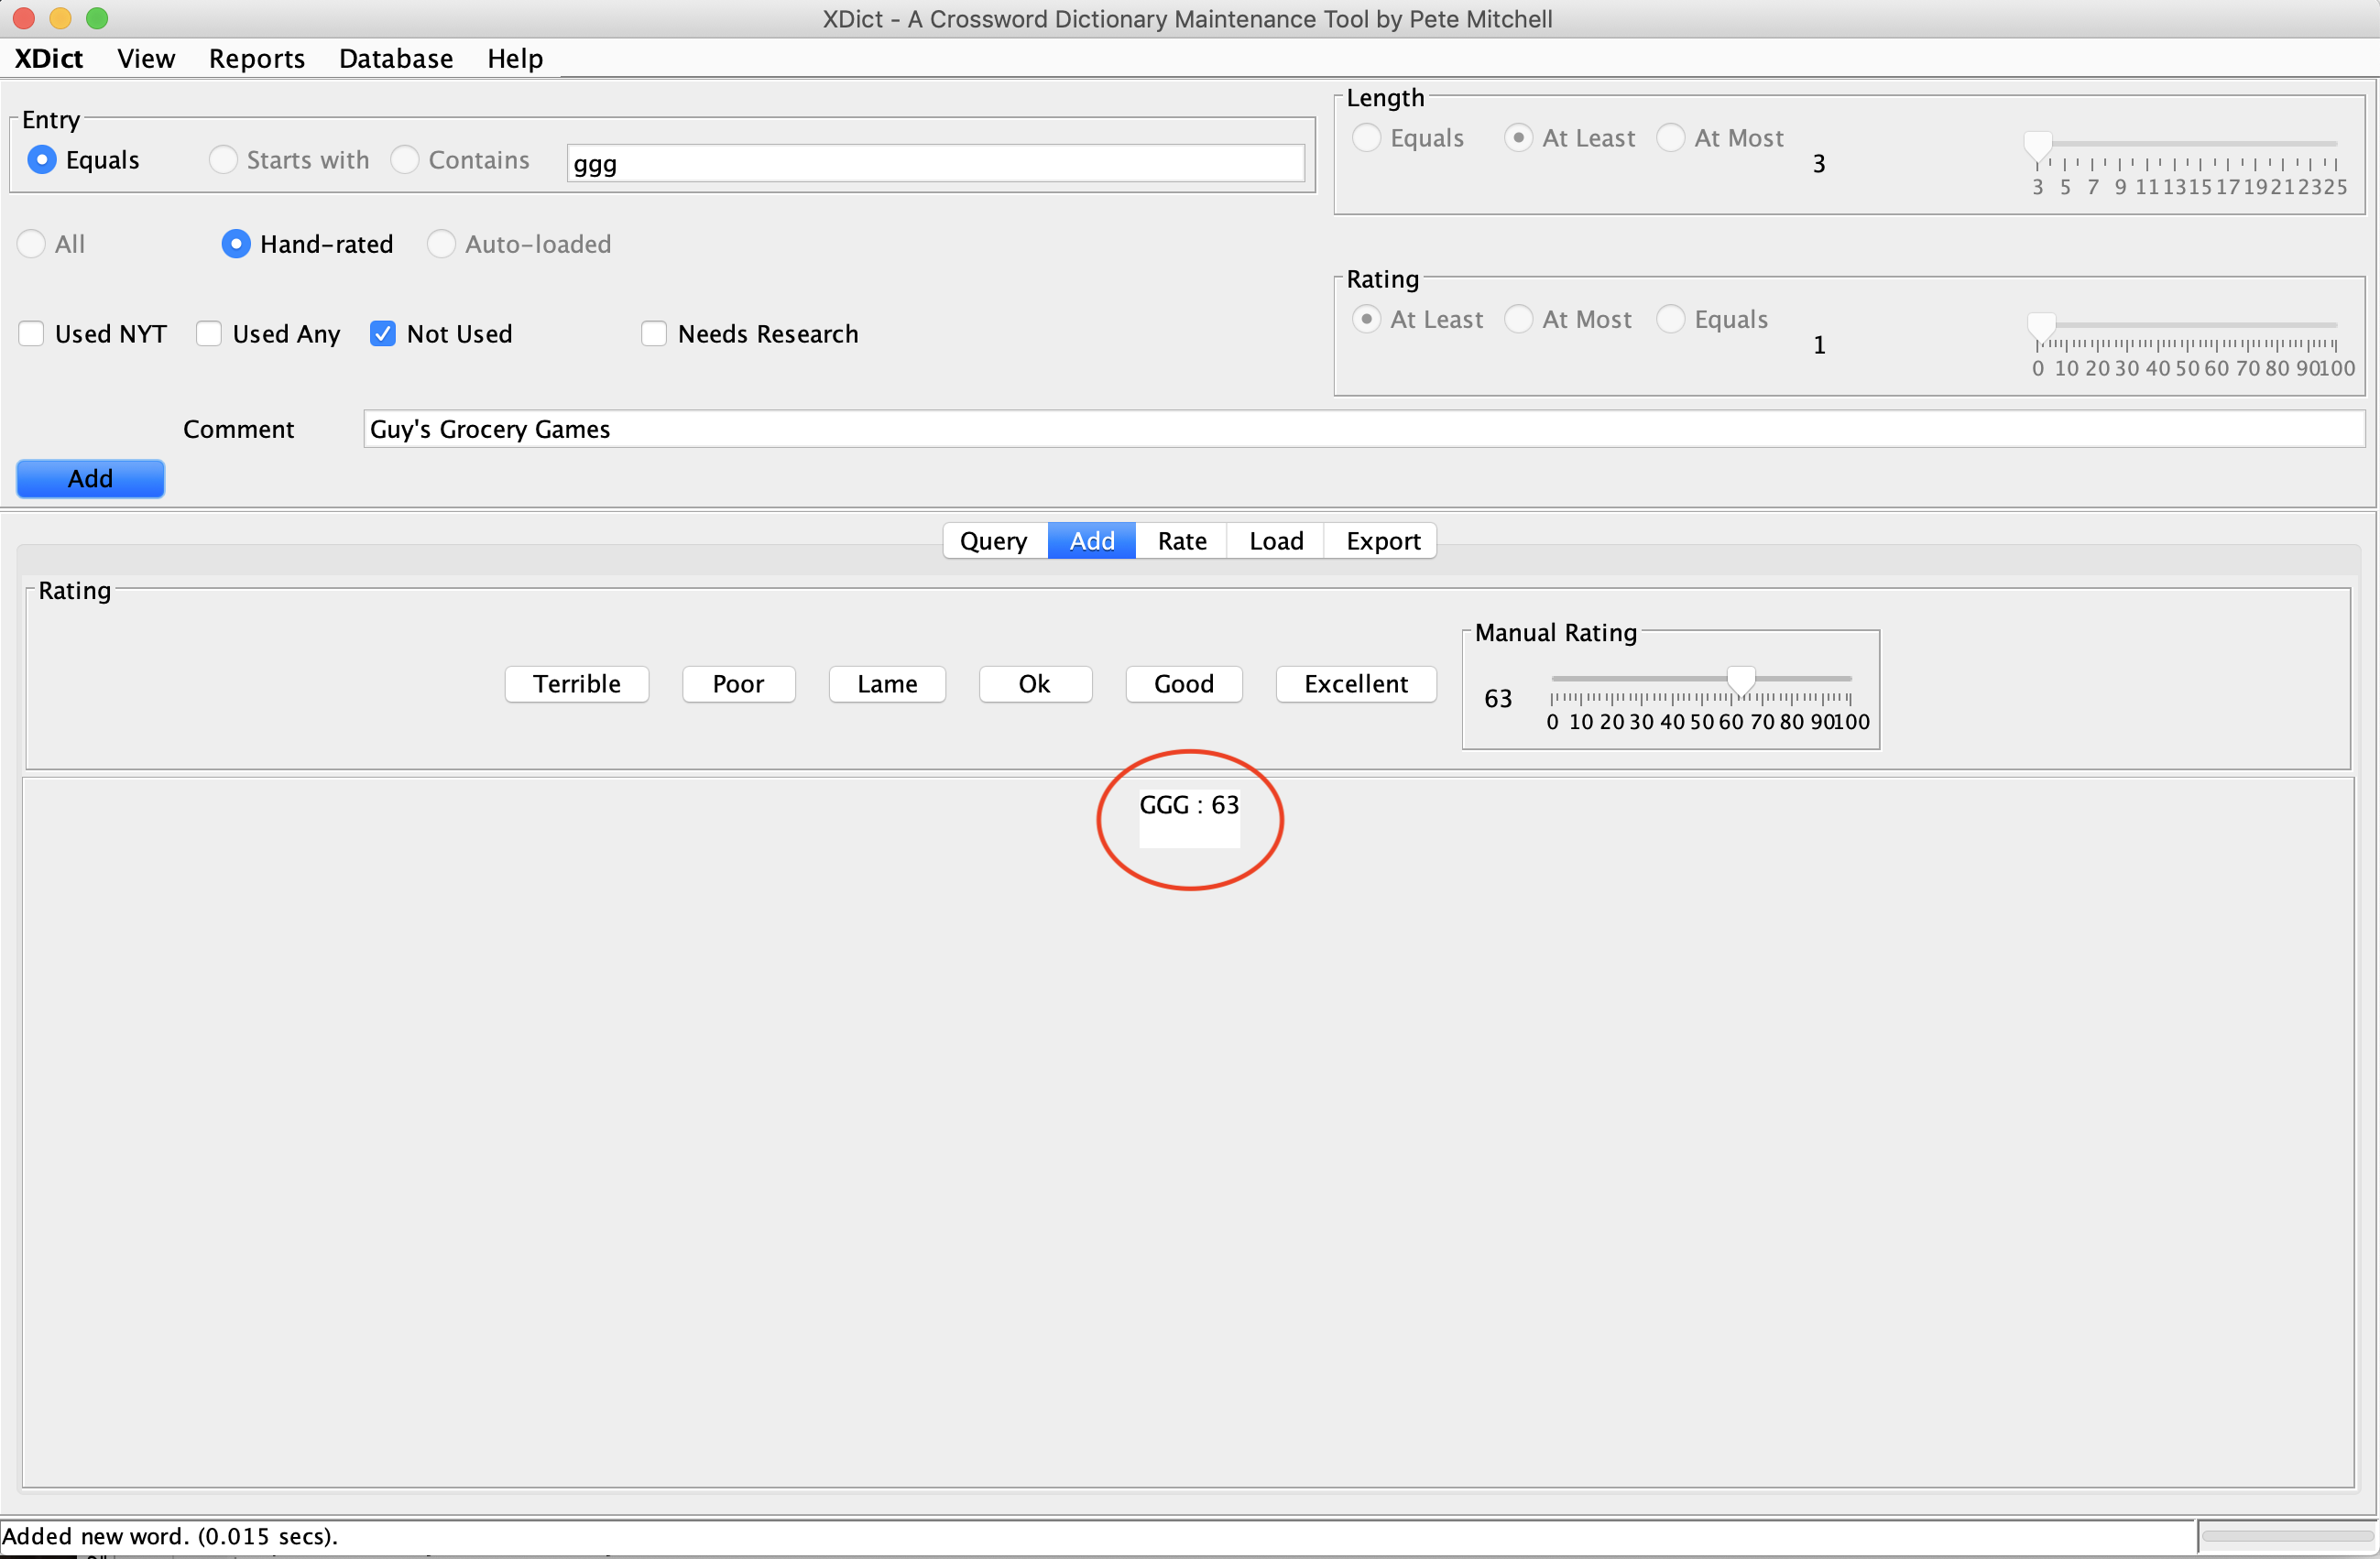 XDict - A Crossword Dictionary Maintenance Tool by Pete Mitchell
XDict View Reports Database Help
Entry
Equals Starts with Contains ggg
All Hand-rated Auto-loaded
Used NYT Used Any Not Used Needs Research
Length
Equals At Least At Most
3
3 5 7 9 11 13 15 17 19 21 23 25
Rating
At Least At Most Equals
1
0 10 20 30 40 50 60 70 80 90 100
Comment Guy's Grocery Games
Add
Query Add Rate Load Export
Rating
Terrible Poor Lame Ok Good Excellent
Manual Rating
63
0 10 20 30 40 50 60 70 80 90 100
GGG : 63
Added new word. (0.015 secs).